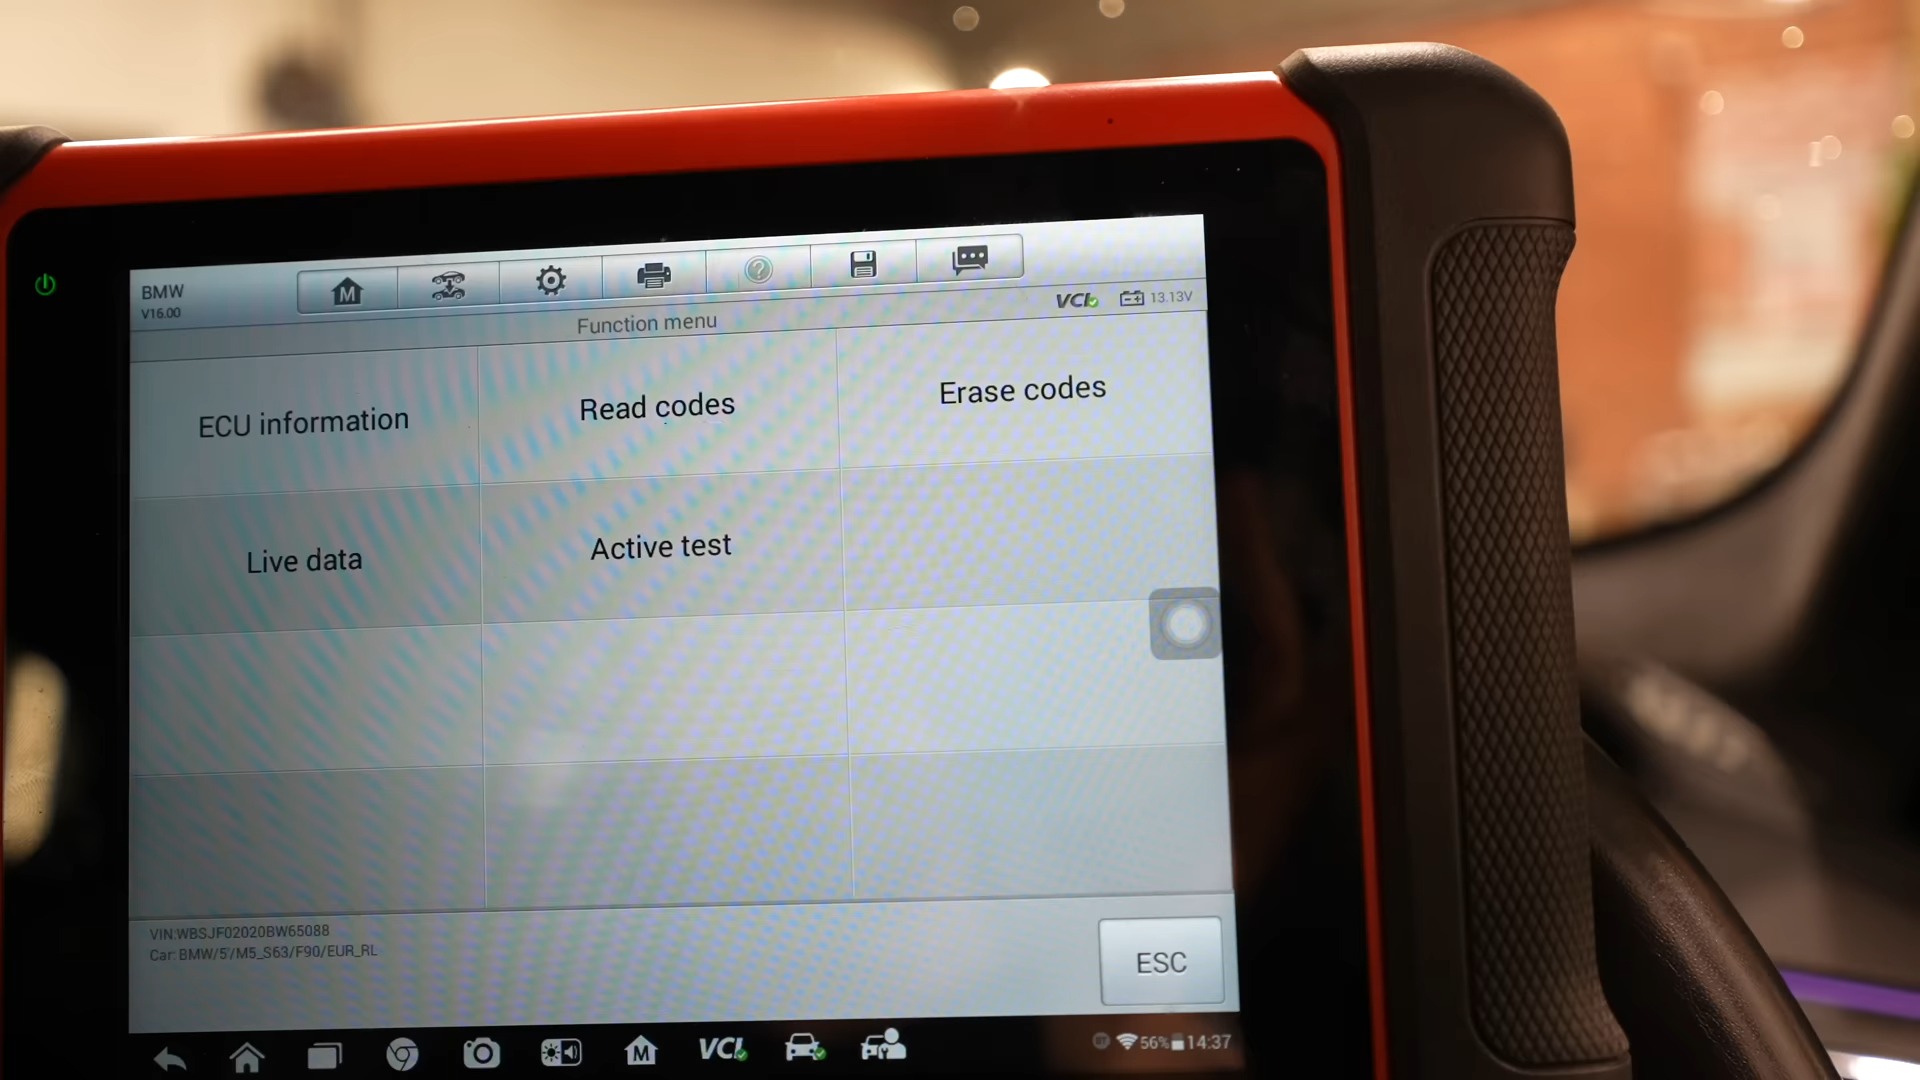 BMW
V16.00
M
?
VCI
13.13V
Function menu
ECU information
Read codes
Erase codes
Live data
Active test
VIN:WBSJF02020BW65088
Car: BMW/5'/M5_S63/F90/EUR_RL
ESC
M
VCI
56%
14:37